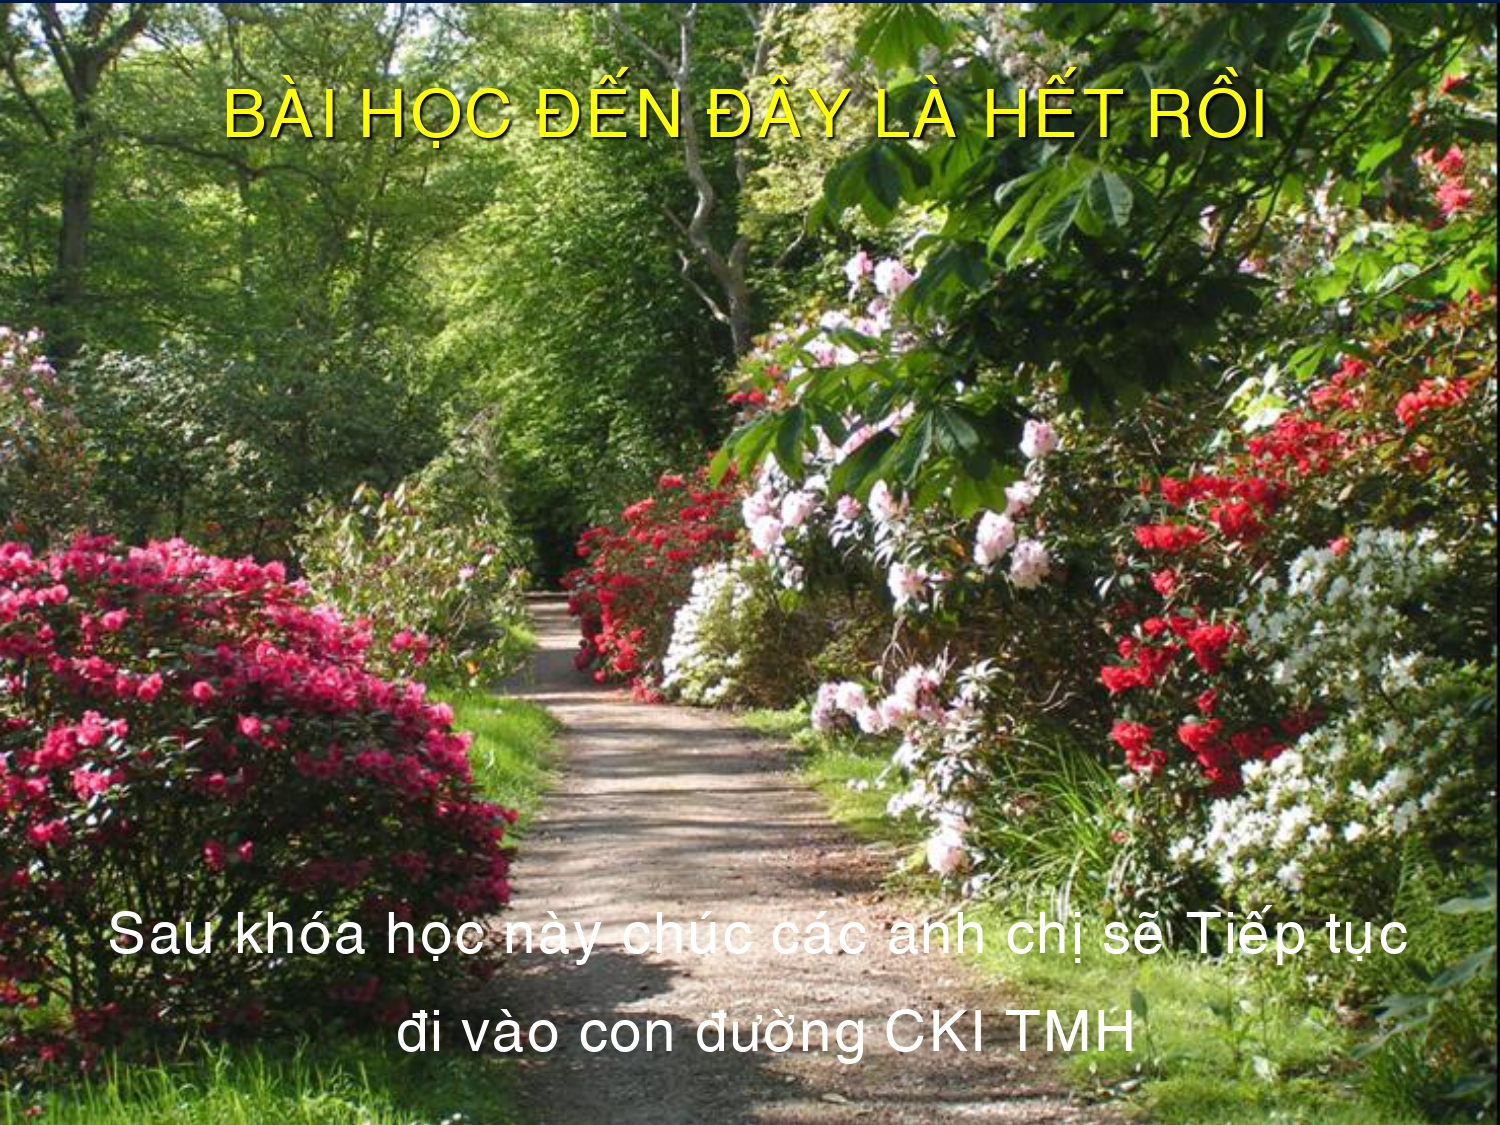 BÀI HỌC ĐẾN ĐÂY LÀ HẾT RỒI
Sau khóa học này chúc các anh chị sẽ Tiếp tục
đi vào con đường CKI TMH